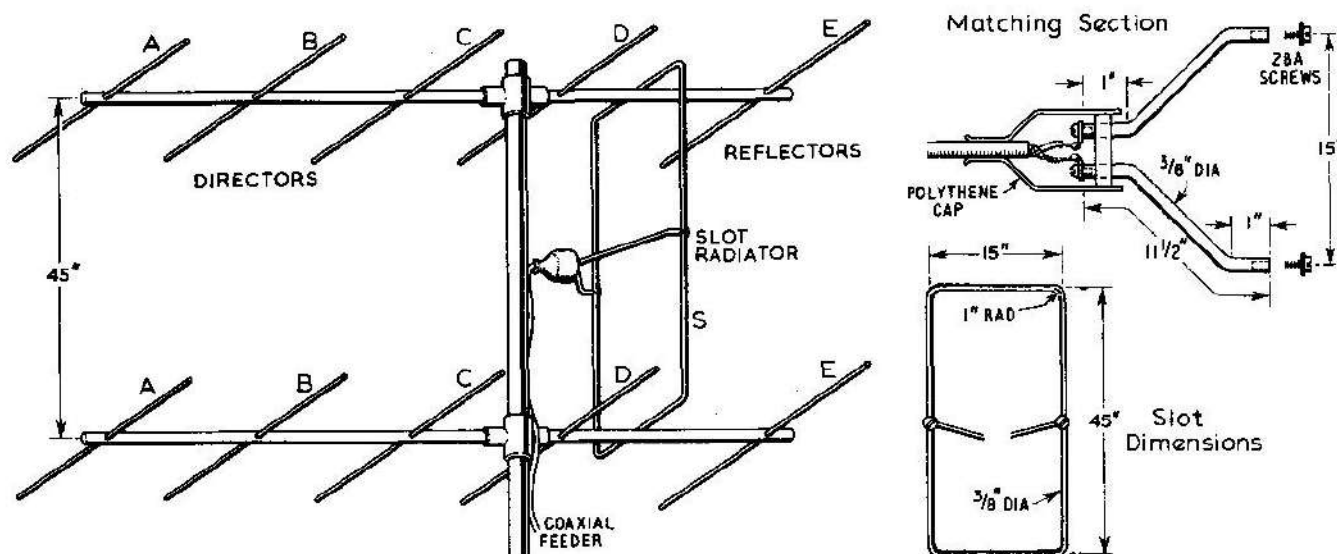 A
B
C
D
E
DIRECTORS
REFLECTORS
45"
SLOT
RADIATOR
S
A
B
C
D
E
COAXIAL
FEEDER
Matching Section
1"
2BA
SCREWS
15
3/8" DIA
POLYTHENE
CAP
1"
11 1/2"
15"
1" RAD
45"
Slot
Dimensions
3/8" DIA